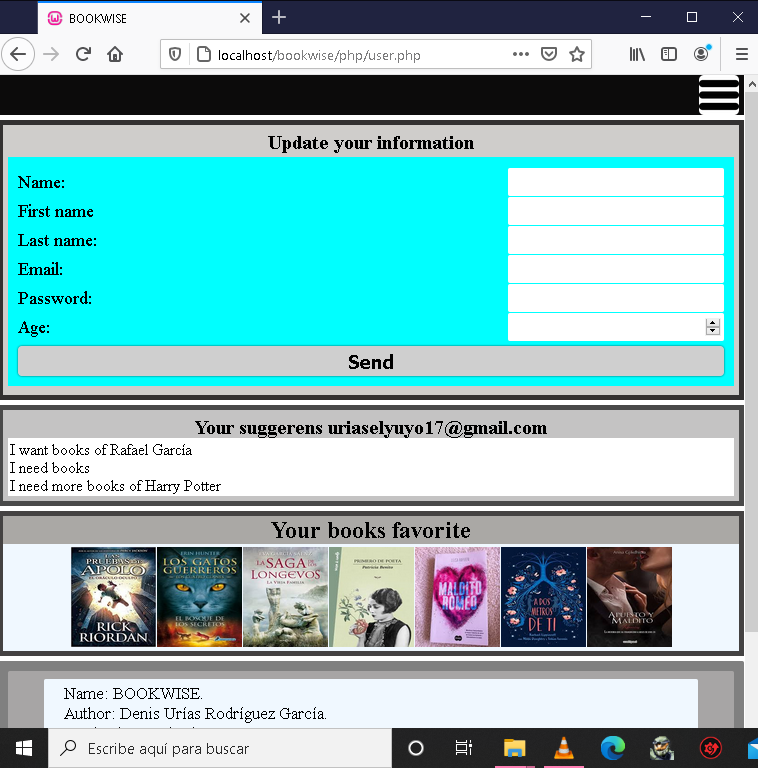 BOOKWISE
localhost/bookwise/php/user.php
Update your information
Name:
First name
Last name:
Email:
Password:
Age:
Send
Your suggerens uriaselyuyo17@gmail.com
I want books of Rafael García
I need books
I need more books of Harry Potter
Your books favorite
LAS PRUEBAS DE APOLO
EL ORÁCULO OCULTO
RICK RIORDAN
ERIN HUNTER
LOS GATOS GUERREROS
EL BOSQUE DE LOS SECRETOS
EVA GARCÍA SÁENZ
LA SAGA DE LOS LONGEVOS
LA VIEJA FAMILIA
PRIMERO DE POETA
Patricia Benito
MALDITO ROMEO
A DOS METROS DE TI
APUESTO Y MALDITO
Name: BOOKWISE.
Author: Denis Urías Rodríguez García.
Escribe aquí para buscar